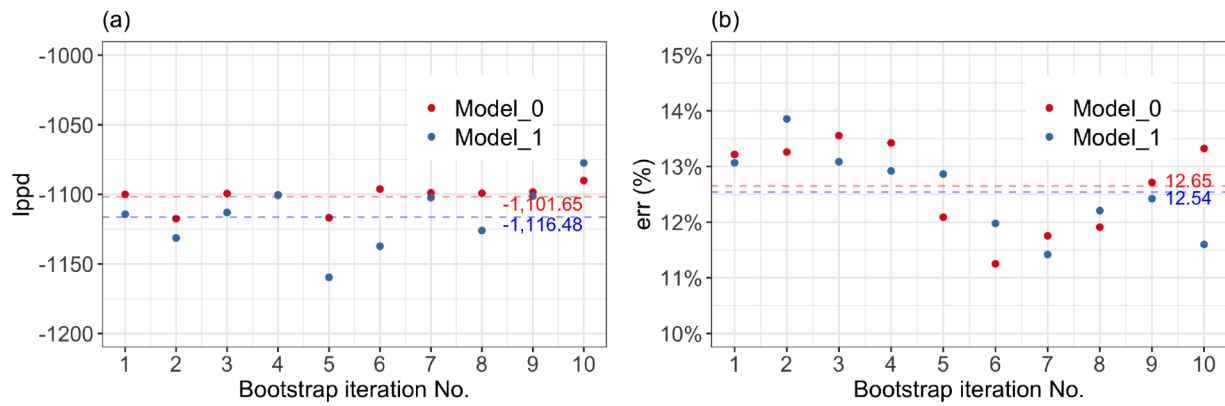 (a)
-1000
-1050
-1100
-1150
-1200
lppd
Model_0
Model_1
-1,101.65
-1,116.48
1 2 3 4 5 6 7 8 9 10
Bootstrap iteration No.
(b)
15%
14%
13%
12%
11%
10%
err (%)
Model_0
Model_1
12.65
12.54
1 2 3 4 5 6 7 8 9 10
Bootstrap iteration No.